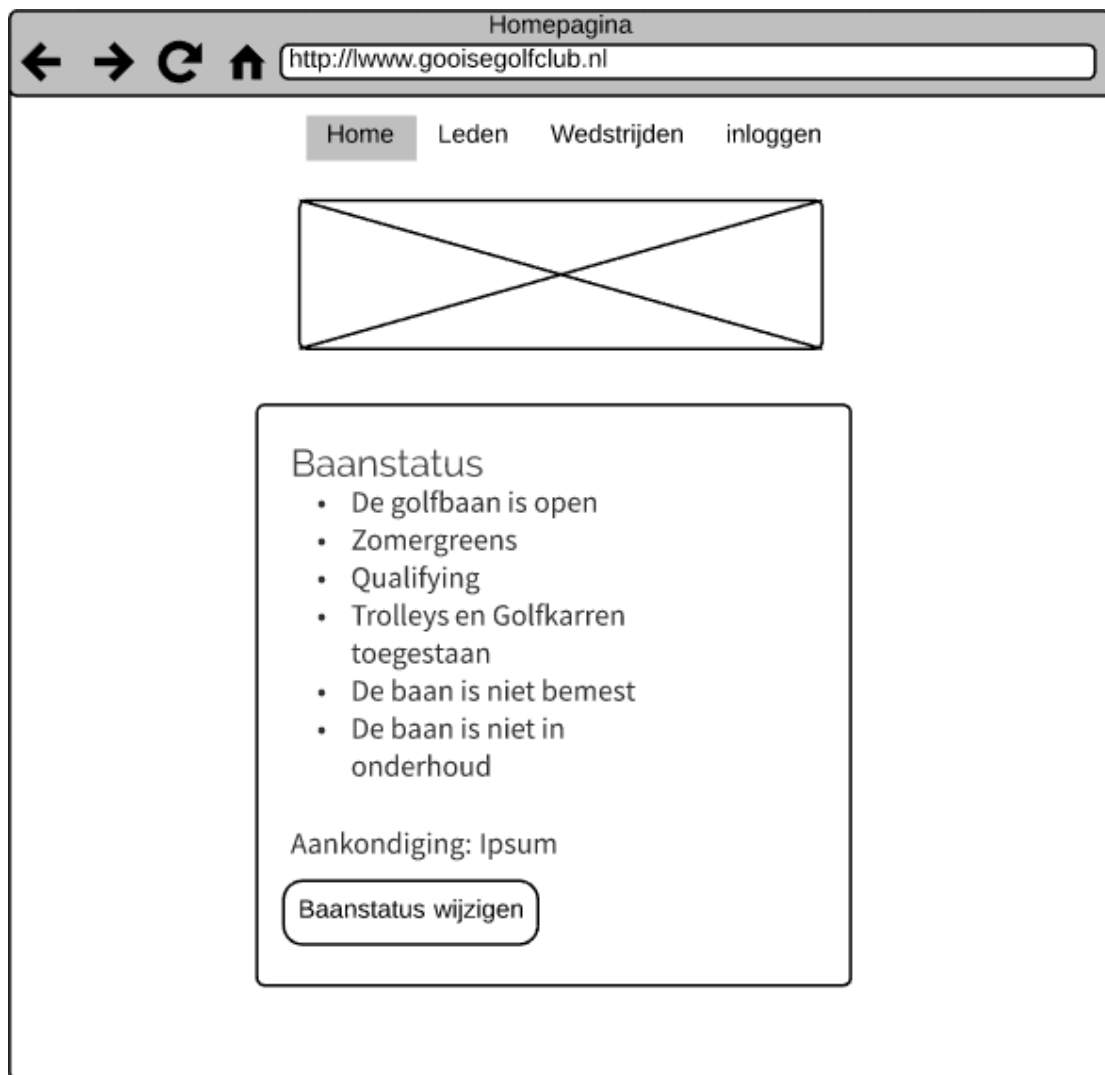 Homepagina
http://lwww.gooisegolfclub.nl
Home Leden Wedstrijden inloggen
Baanstatus
• De golfbaan is open
• Zomergreens
• Qualifying
• Trolleys en Golfkarren
toegestaan
• De baan is niet bemest
• De baan is niet in
onderhoud
Aankondiging: Ipsum
Baanstatus wijzigen